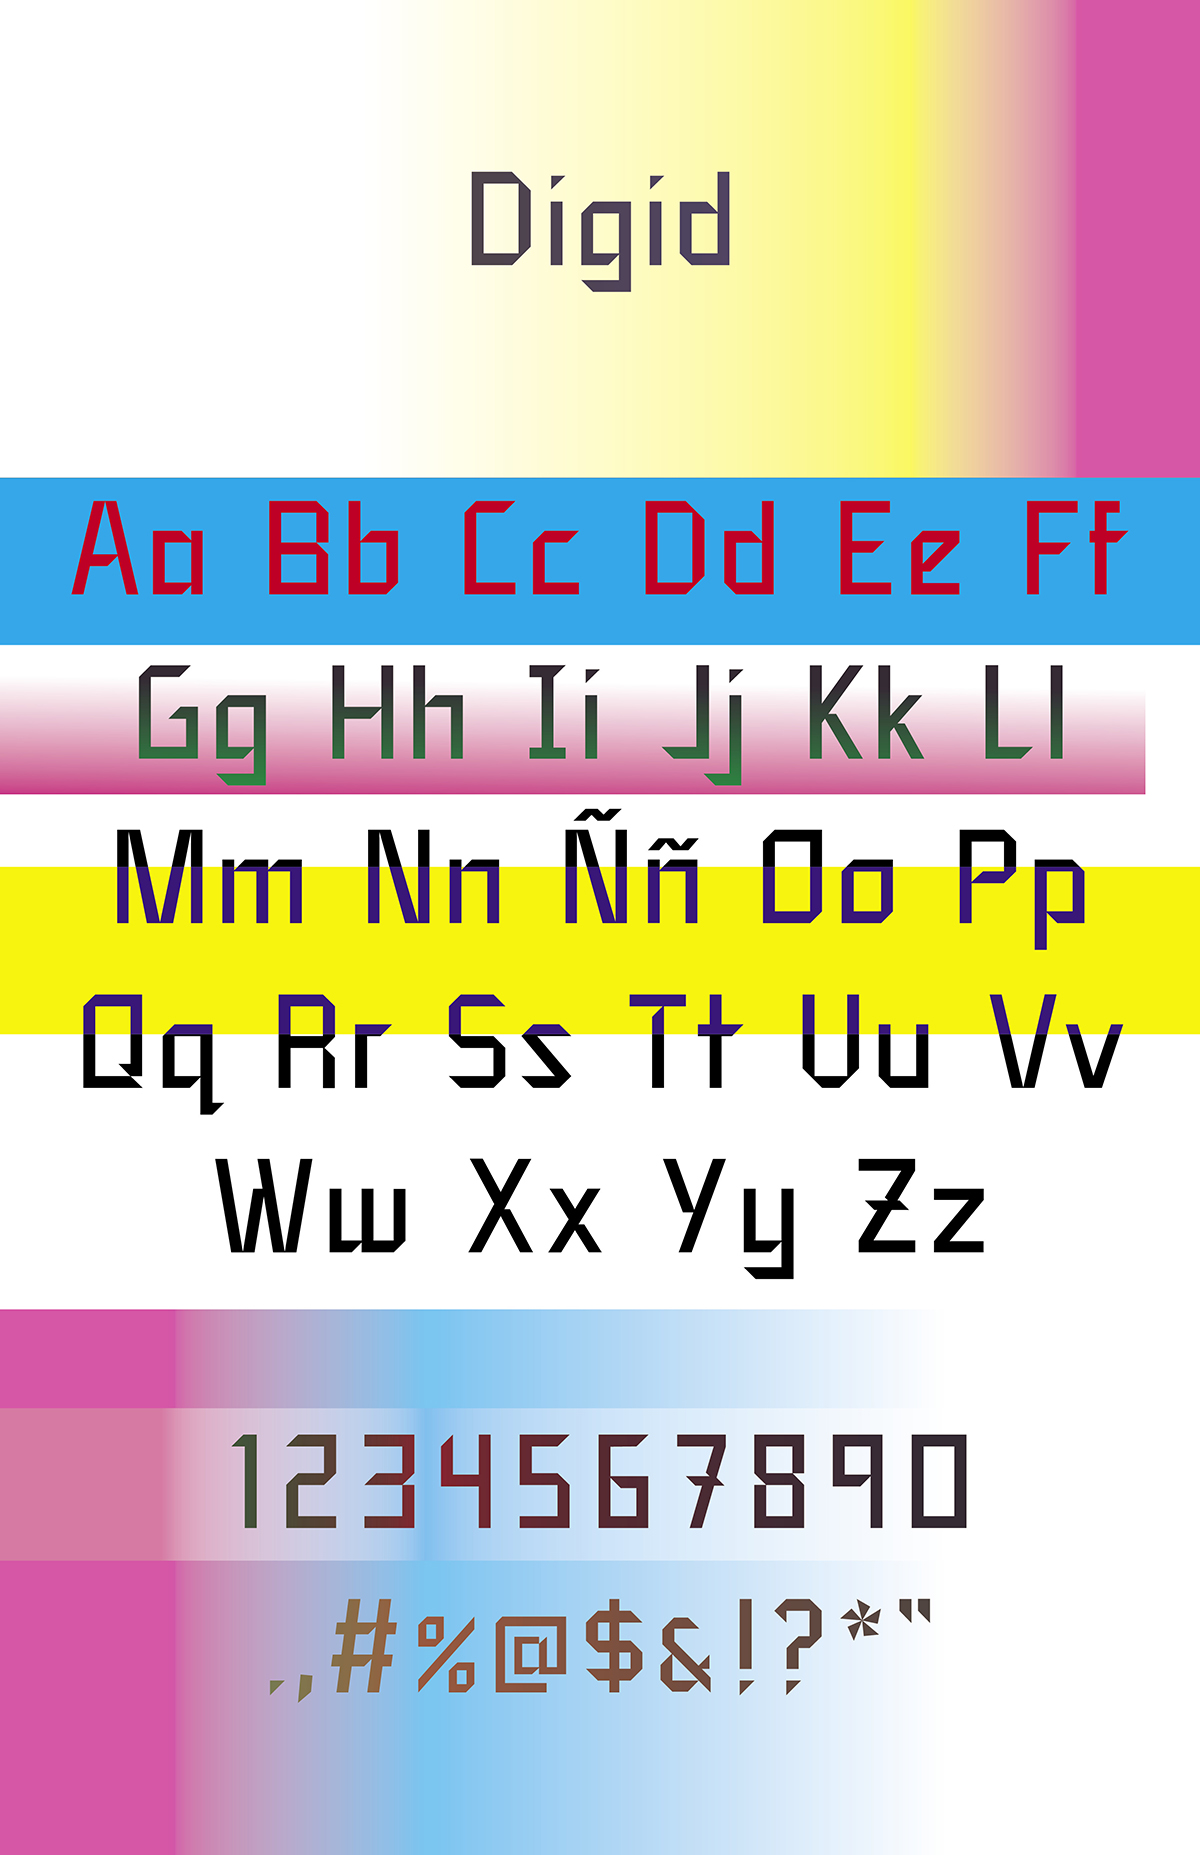 Digid
Aa Bb Cc Dd Ee Ff
Gg Hh Ii Jj Kk Ll
Mm Nn Ññ Oo Pp
Qq Rr Ss Tt Uu Vv
Ww Xx Yy Zz
1234567890
.,#%@$&!?*"